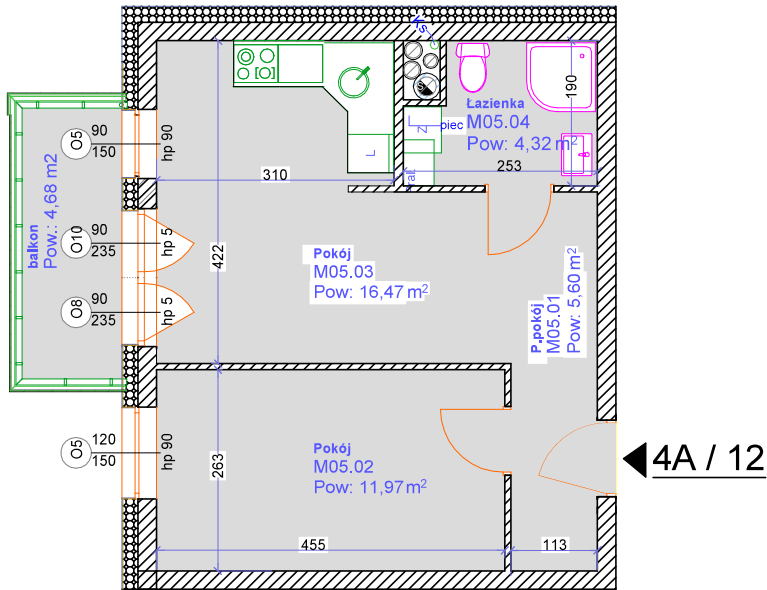 Ks
190
Łazienka
M05.04
Pow: 4,32 m²
Z
piec
L
pral.
253
310
O5
90
150
hp 90
balkon
Pow.: 4,68 m2
O10
90
235
hp 5
O8
90
235
hp 5
422
Pokój
M05.03
Pow: 16,47 m²
P.pokój
M05.01
Pow: 5,60 m²
O5
120
150
hp 90
263
Pokój
M05.02
Pow: 11,97 m²
4A / 12
455
113